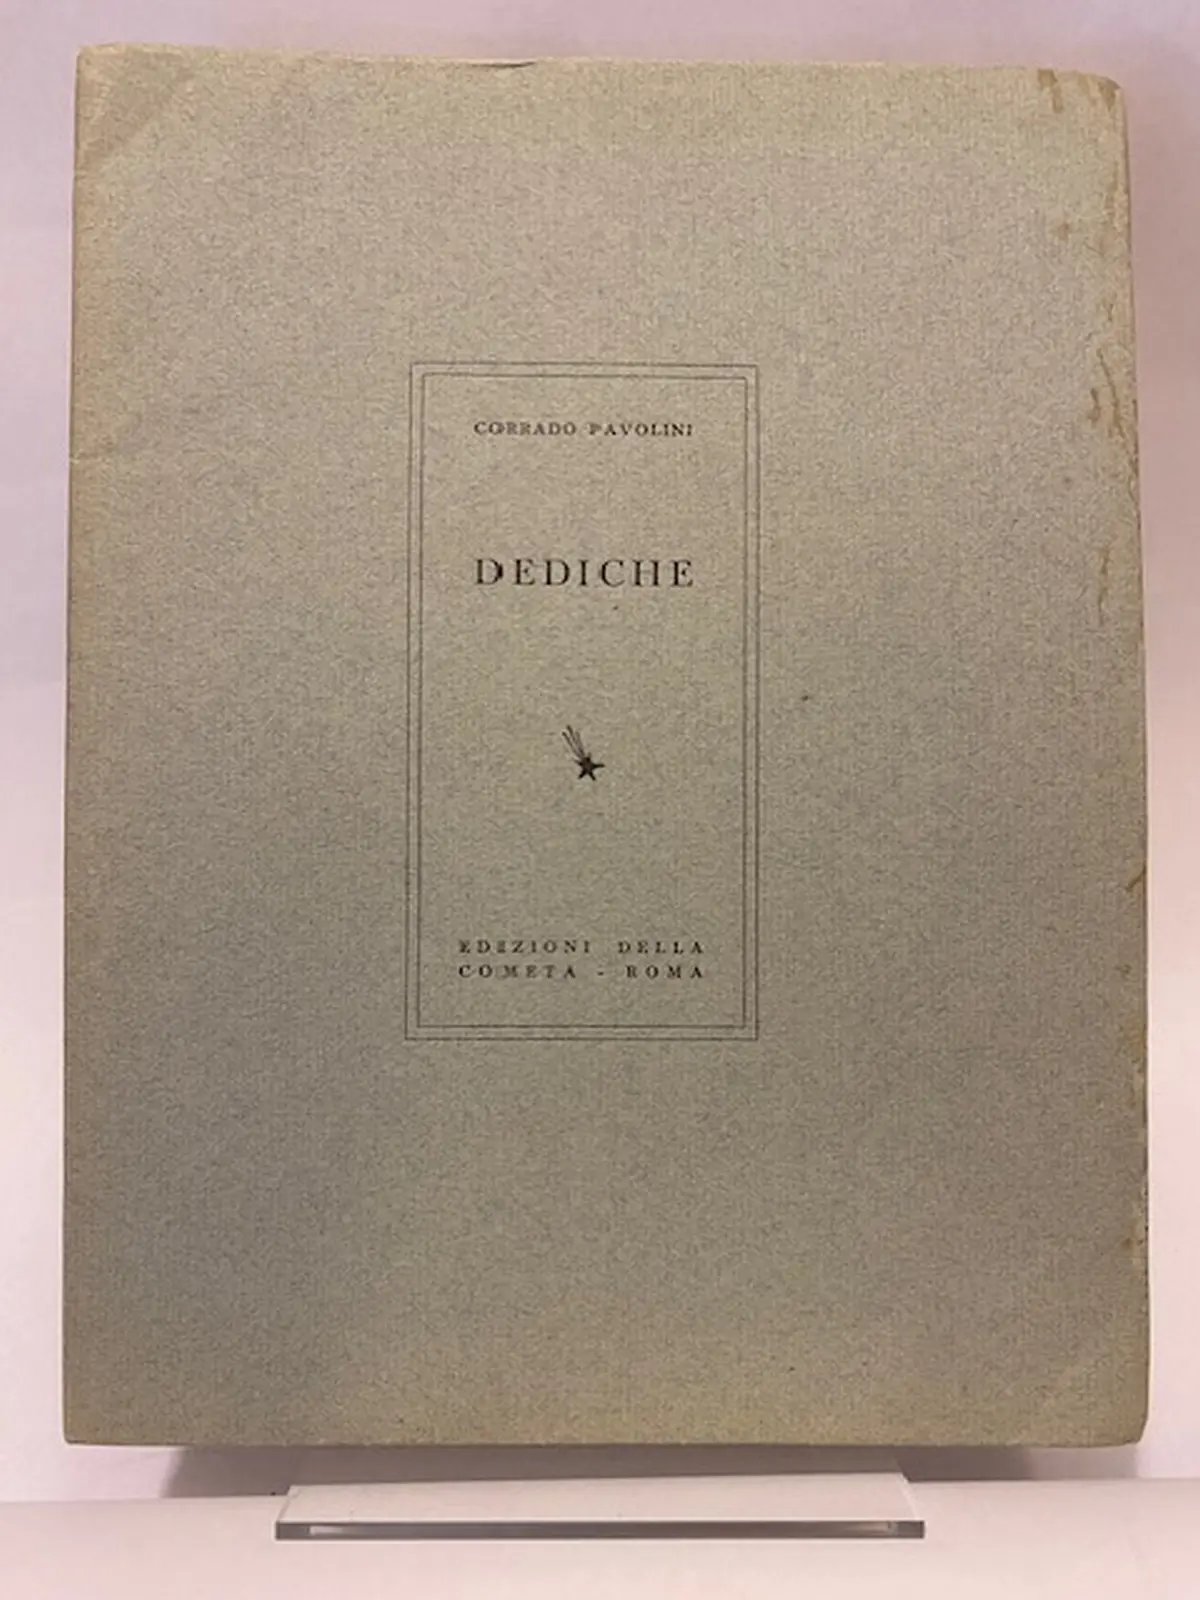 CORRADO PAVOLINI
DEDICHE
EDIZIONI DELLA
COMETA - ROMA